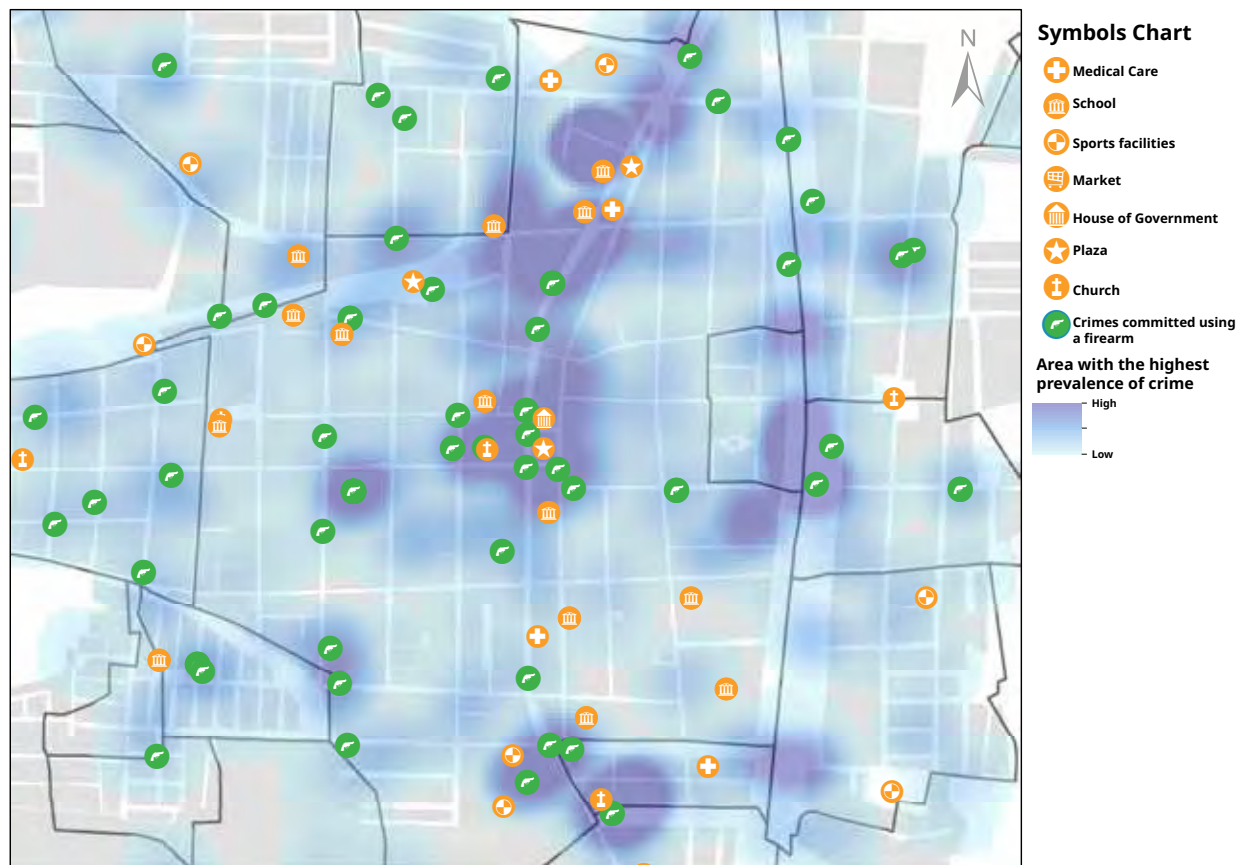 Symbols Chart
N
Medical Care
School
Sports facilities
Market
House of Government
Plaza
Church
Crimes committed using
a firearm
Area with the highest
prevalence of crime
High
Low